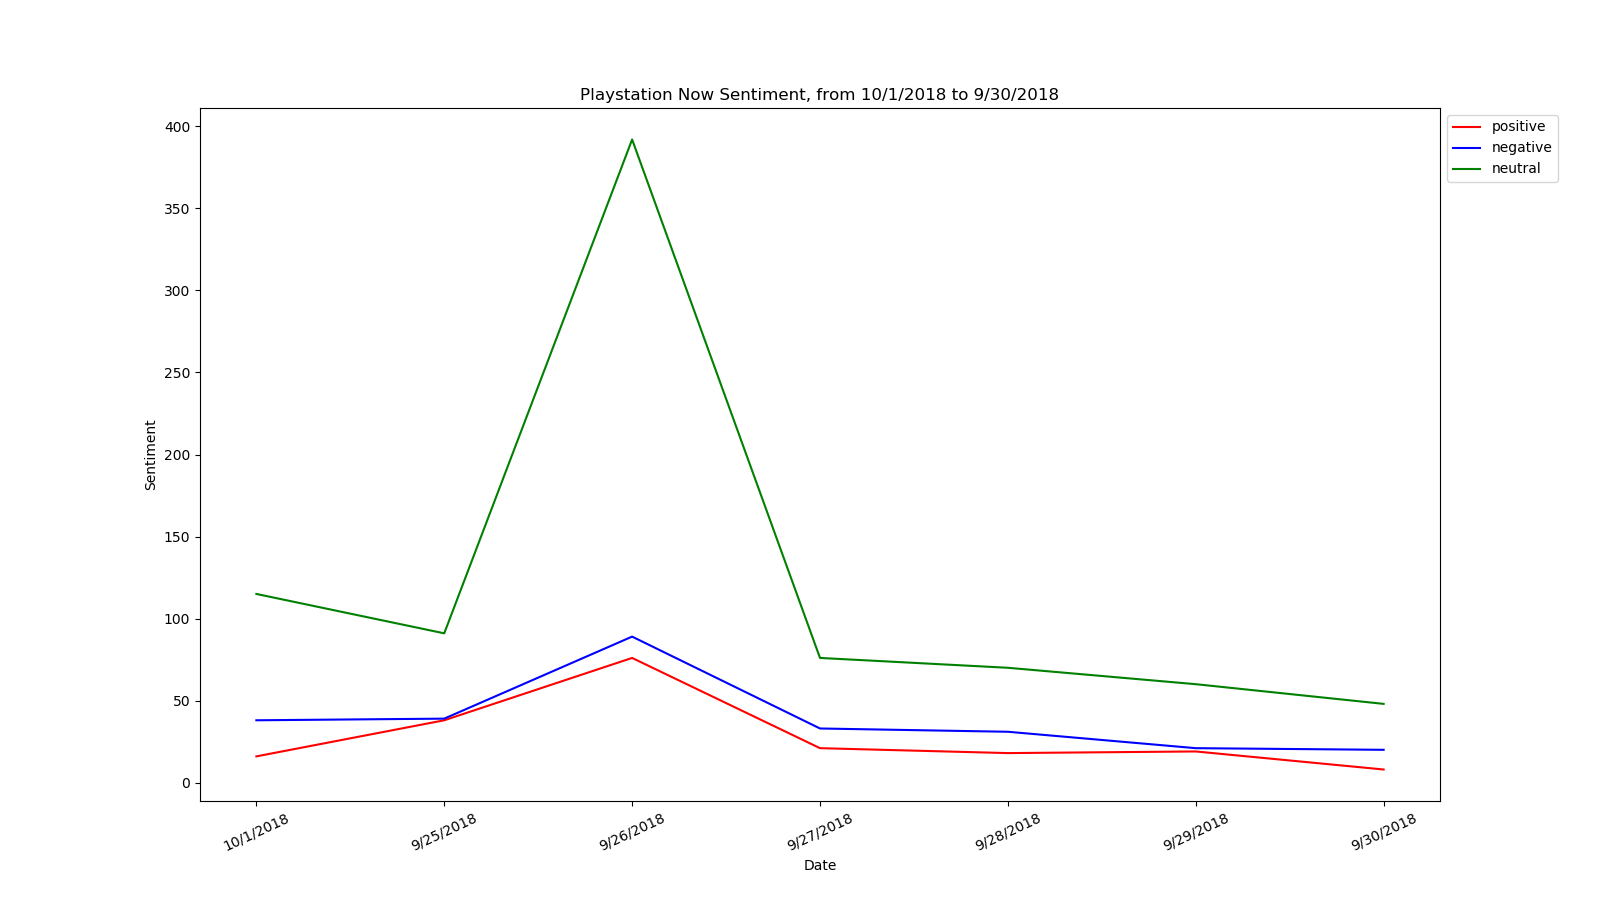 Playstation Now Sentiment, from 10/1/2018 to 9/30/2018
positive
negative
neutral
400
350
300
250
200
150
100
50
0
Sentiment
10/1/2018
9/25/2018
9/26/2018
9/27/2018
9/28/2018
9/29/2018
9/30/2018
Date